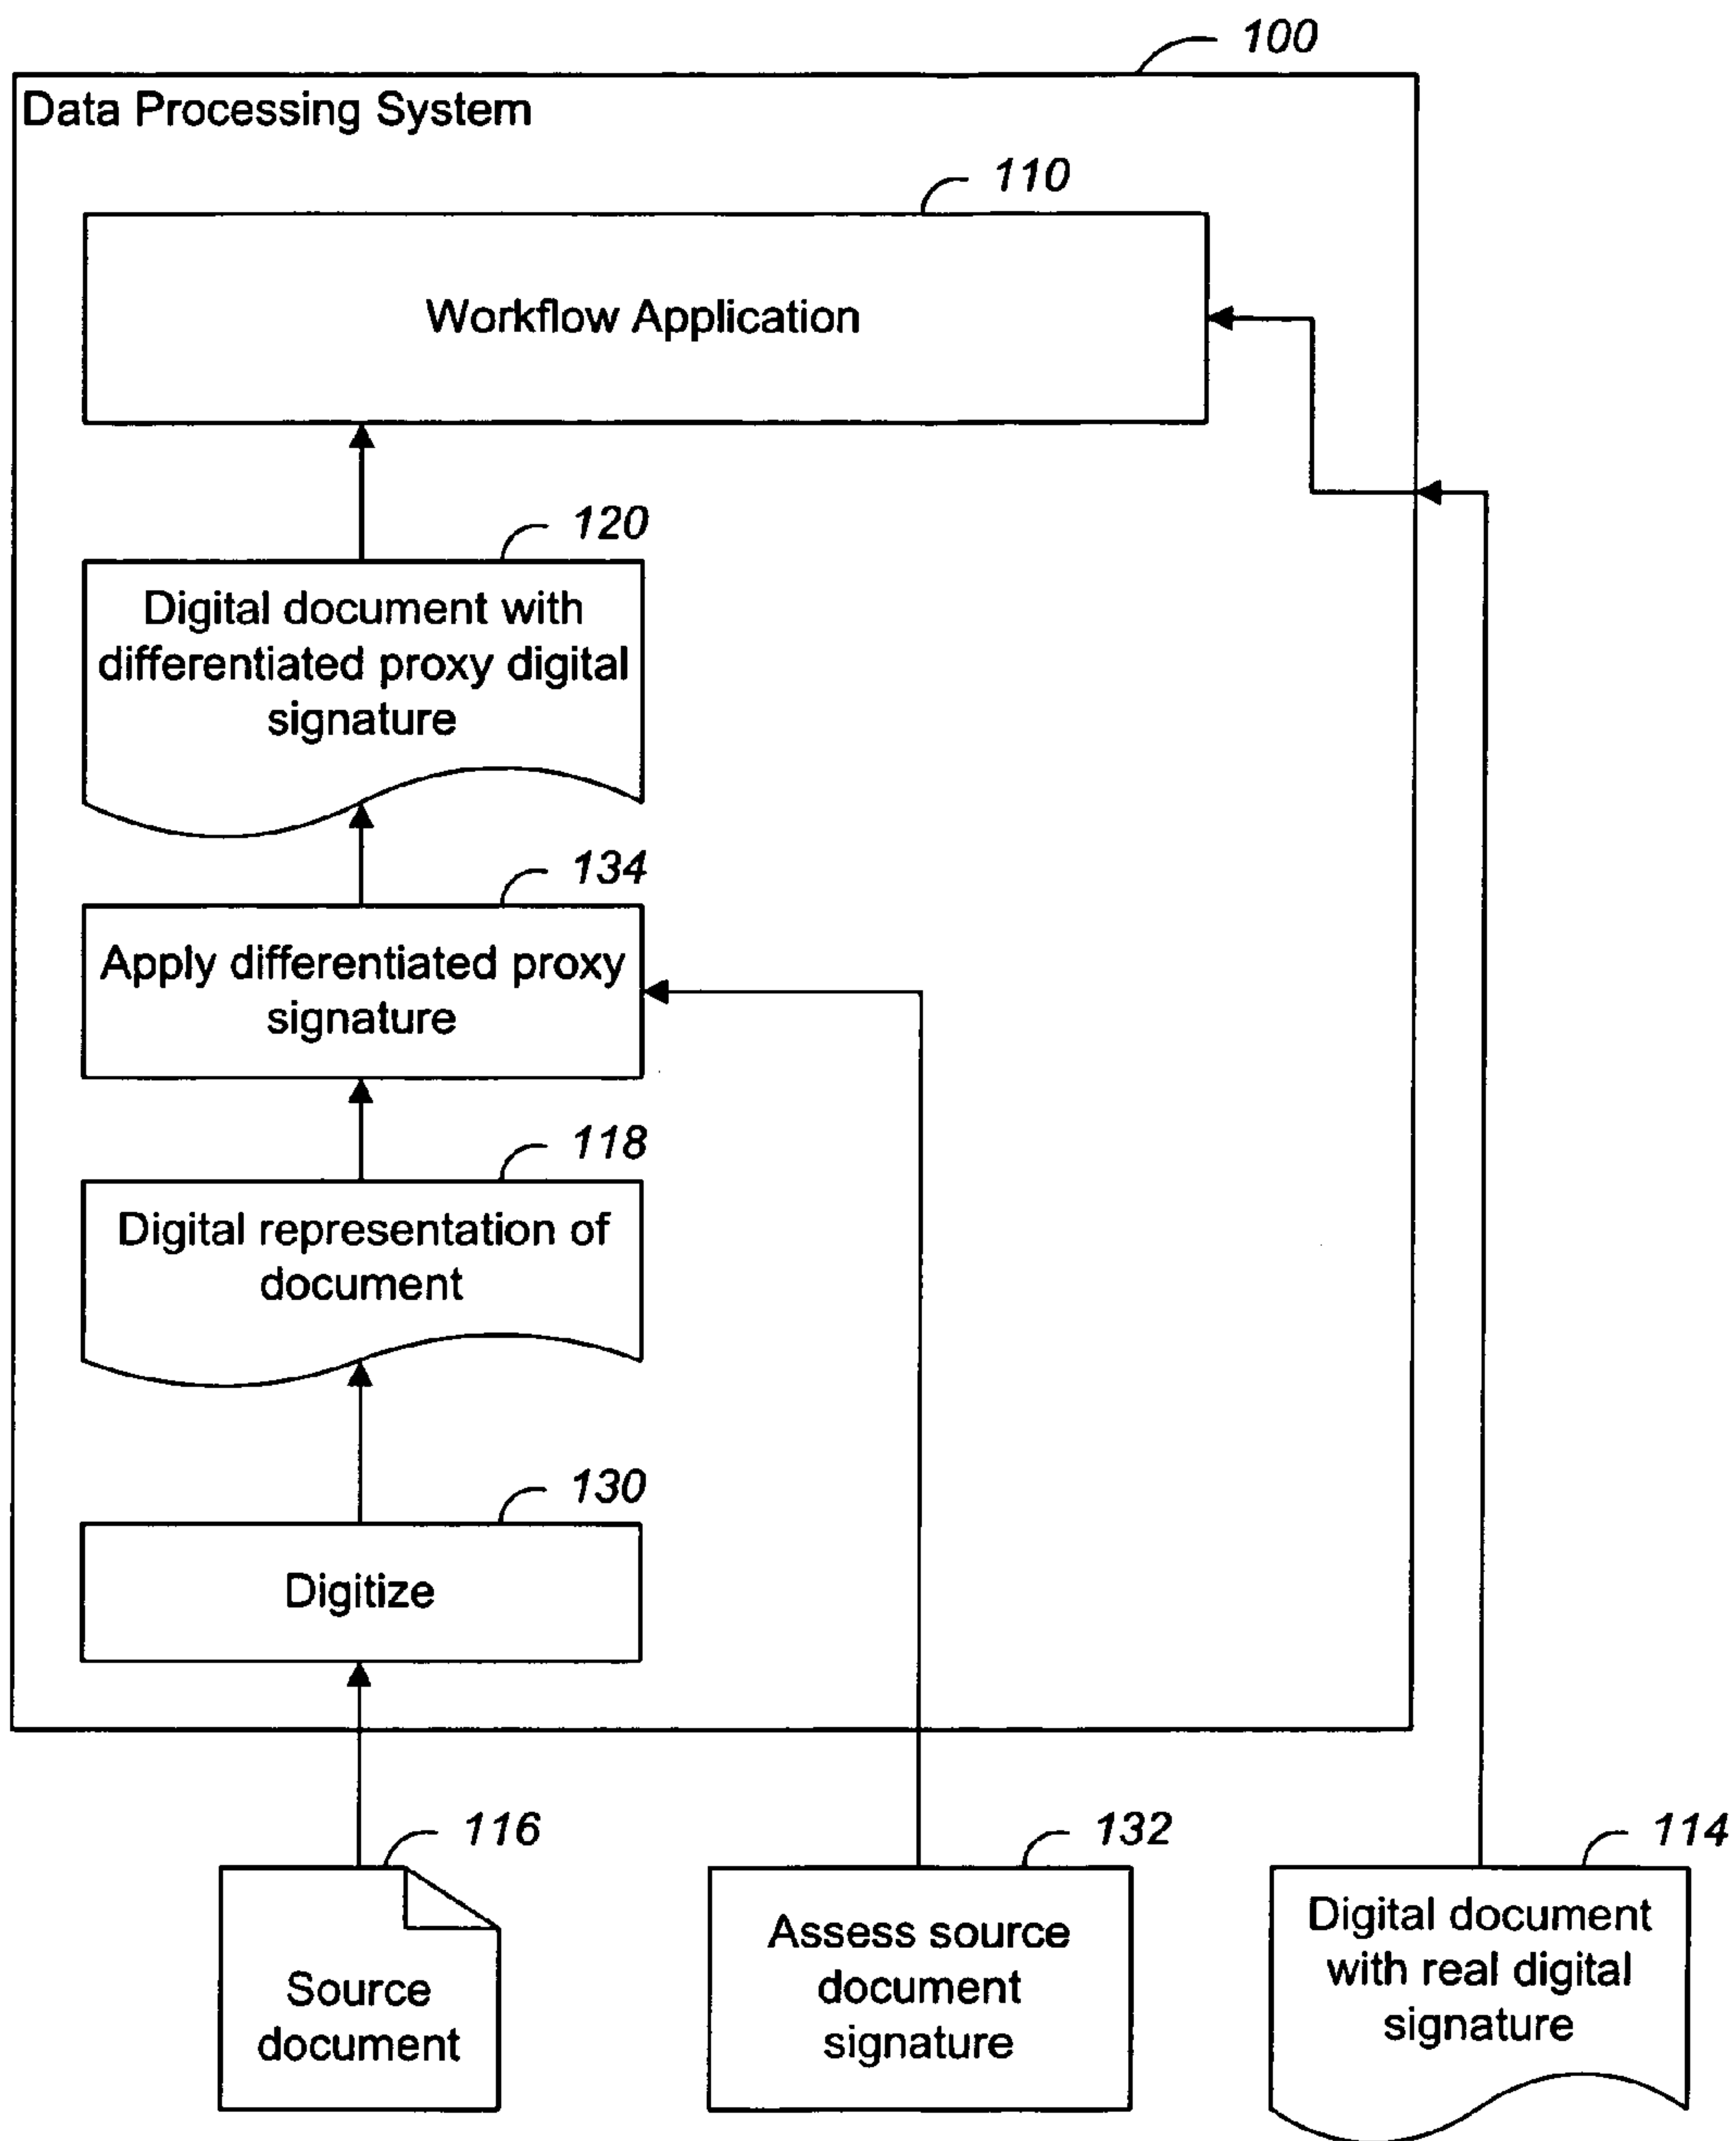 100
Data Processing System
110
Workflow Application
120
Digital document with
differentiated proxy digital
signature
134
Apply differentiated proxy
signature
118
Digital representation of
document
130
Digitize
116
Source
document
132
Assess source
document
signature
114
Digital document
with real digital
signature